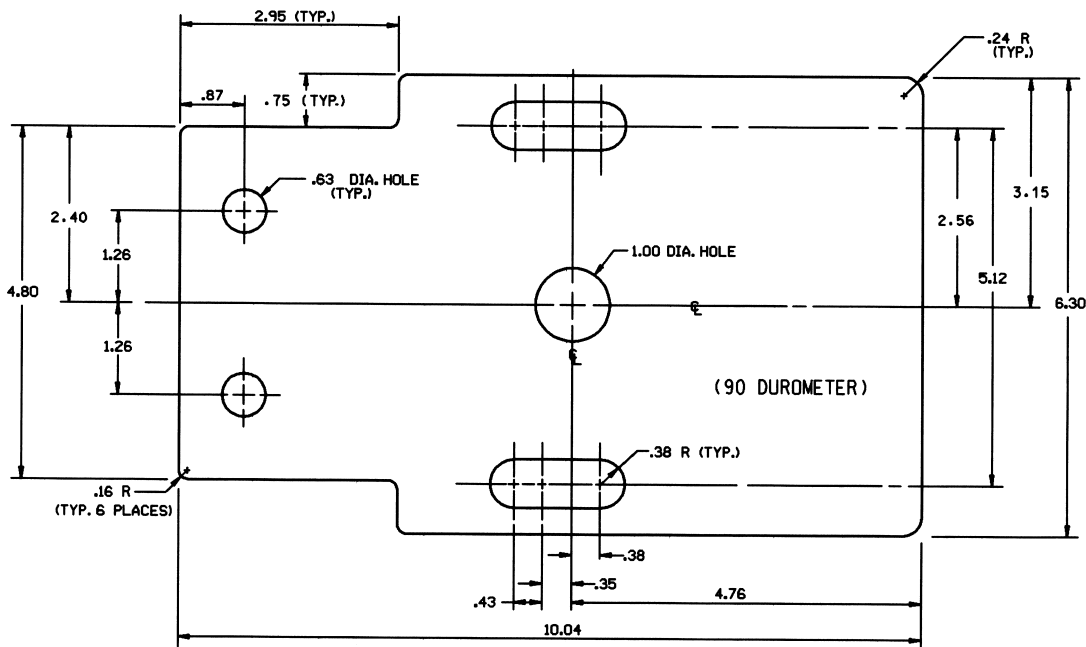 2.95 (TYP.)
.24 R
(TYP.)
.87
.75 (TYP.)
.63 DIA. HOLE
(TYP.)
2.40
1.26
3.15
2.56
1.00 DIA. HOLE
5.12
4.80
6.30
℄
1.26
℄
(90 DUROMETER)
.38 R (TYP.)
.16 R
(TYP. 6 PLACES)
.38
.35
.43
4.76
10.04